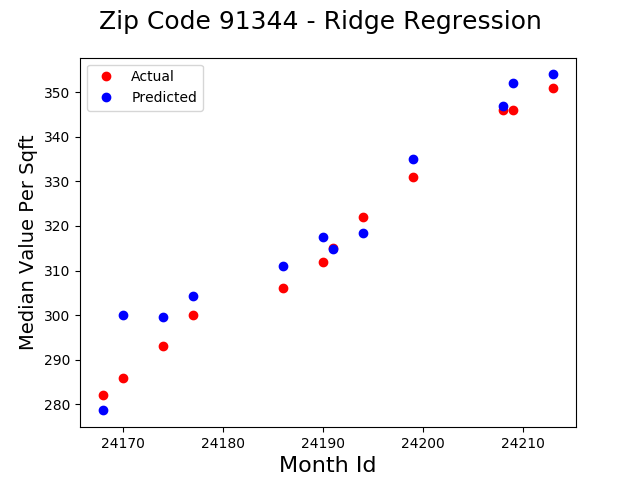 Zip Code 91344 - Ridge Regression
Actual
Predicted
Median Value Per Sqft
350
340
330
320
310
300
290
280
24170
24180
24190
24200
24210
Month Id